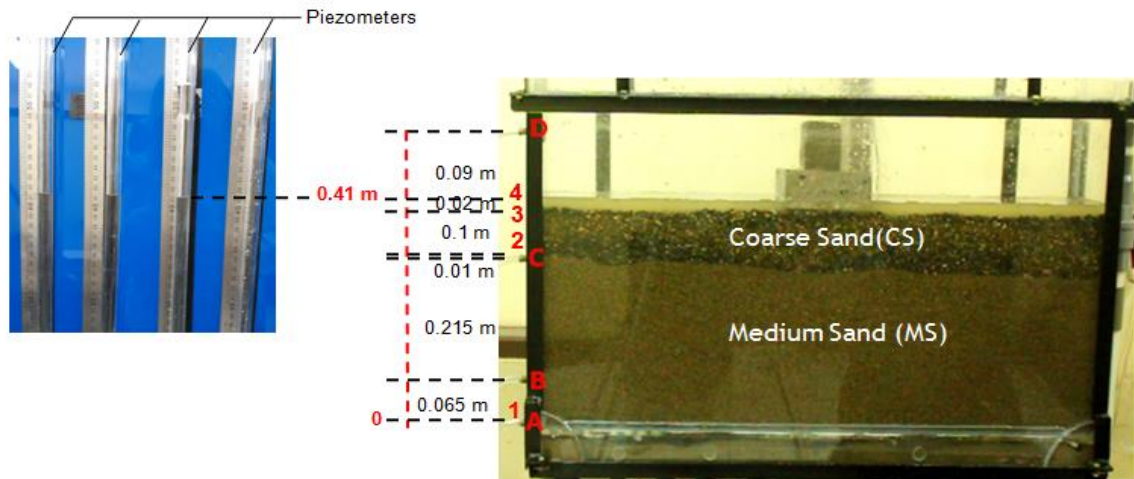 Piezometers
D
0.09 m
0.41 m
4
0.02 m
3
0.1 m
2
Coarse Sand(CS)
C
0.01 m
0.215 m
Medium Sand (MS)
B
0.065 m
1
0
A